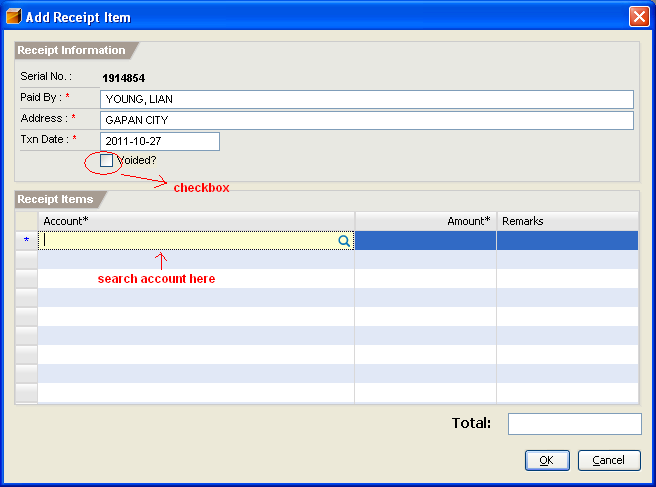 Add Receipt Item
Receipt Information
Serial No. : 1914854
Paid By : * YOUNG, LIAN
Address : * GAPAN CITY
Txn Date : * 2011-10-27
Voided?
checkbox
Receipt Items
Account* Amount* Remarks
*
search account here
Total:
OK Cancel